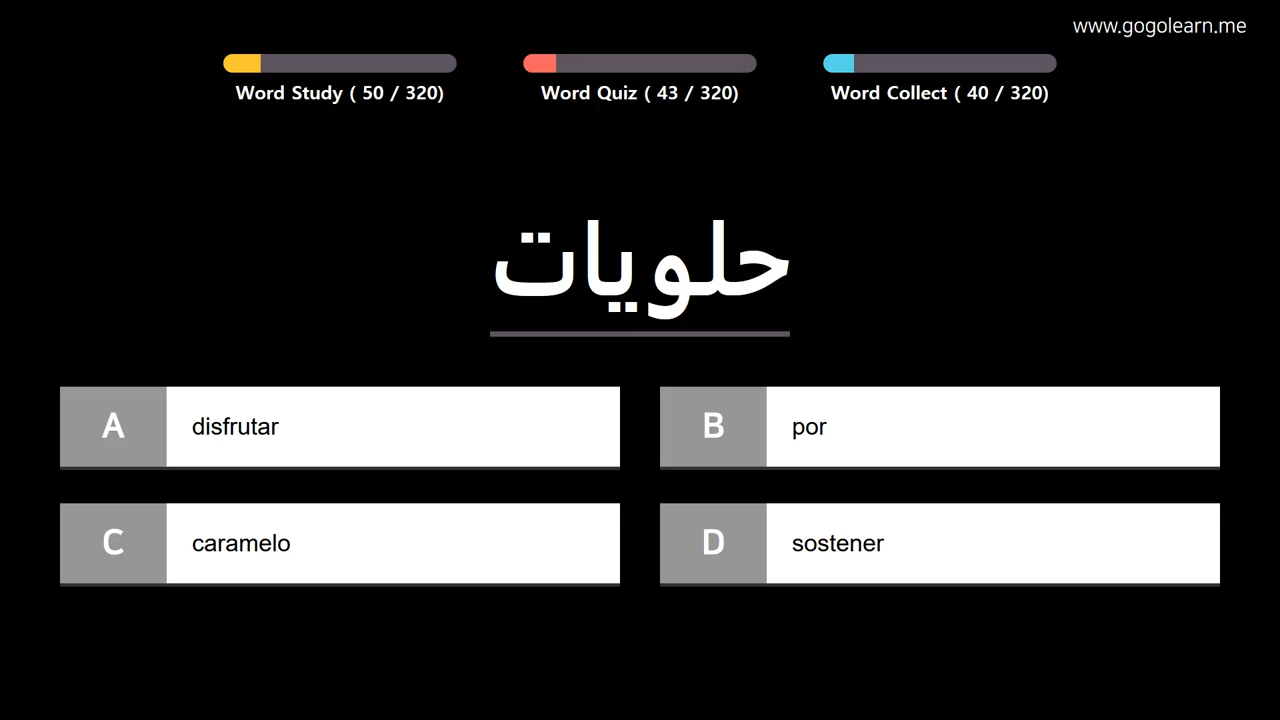 www.gogolearn.me
Word Study ( 50 / 320)
Word Quiz ( 43 / 320)
Word Collect ( 40 / 320)
حلويات
A disfrutar
B por
C caramelo
D sostener